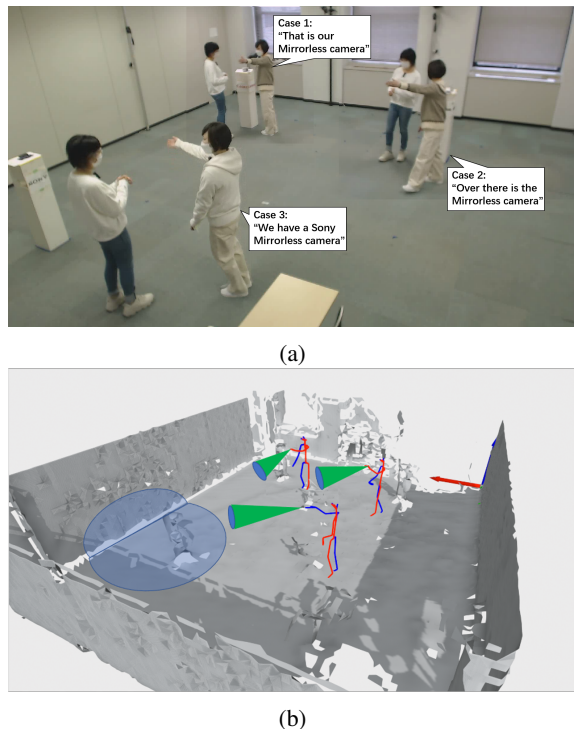 Case 1:
“That is our
Mirrorless camera”
Case 2:
“Over there is the
Mirrorless camera”
Case 3:
“We have a Sony
Mirrorless camera”
SONY
(a)
(b)